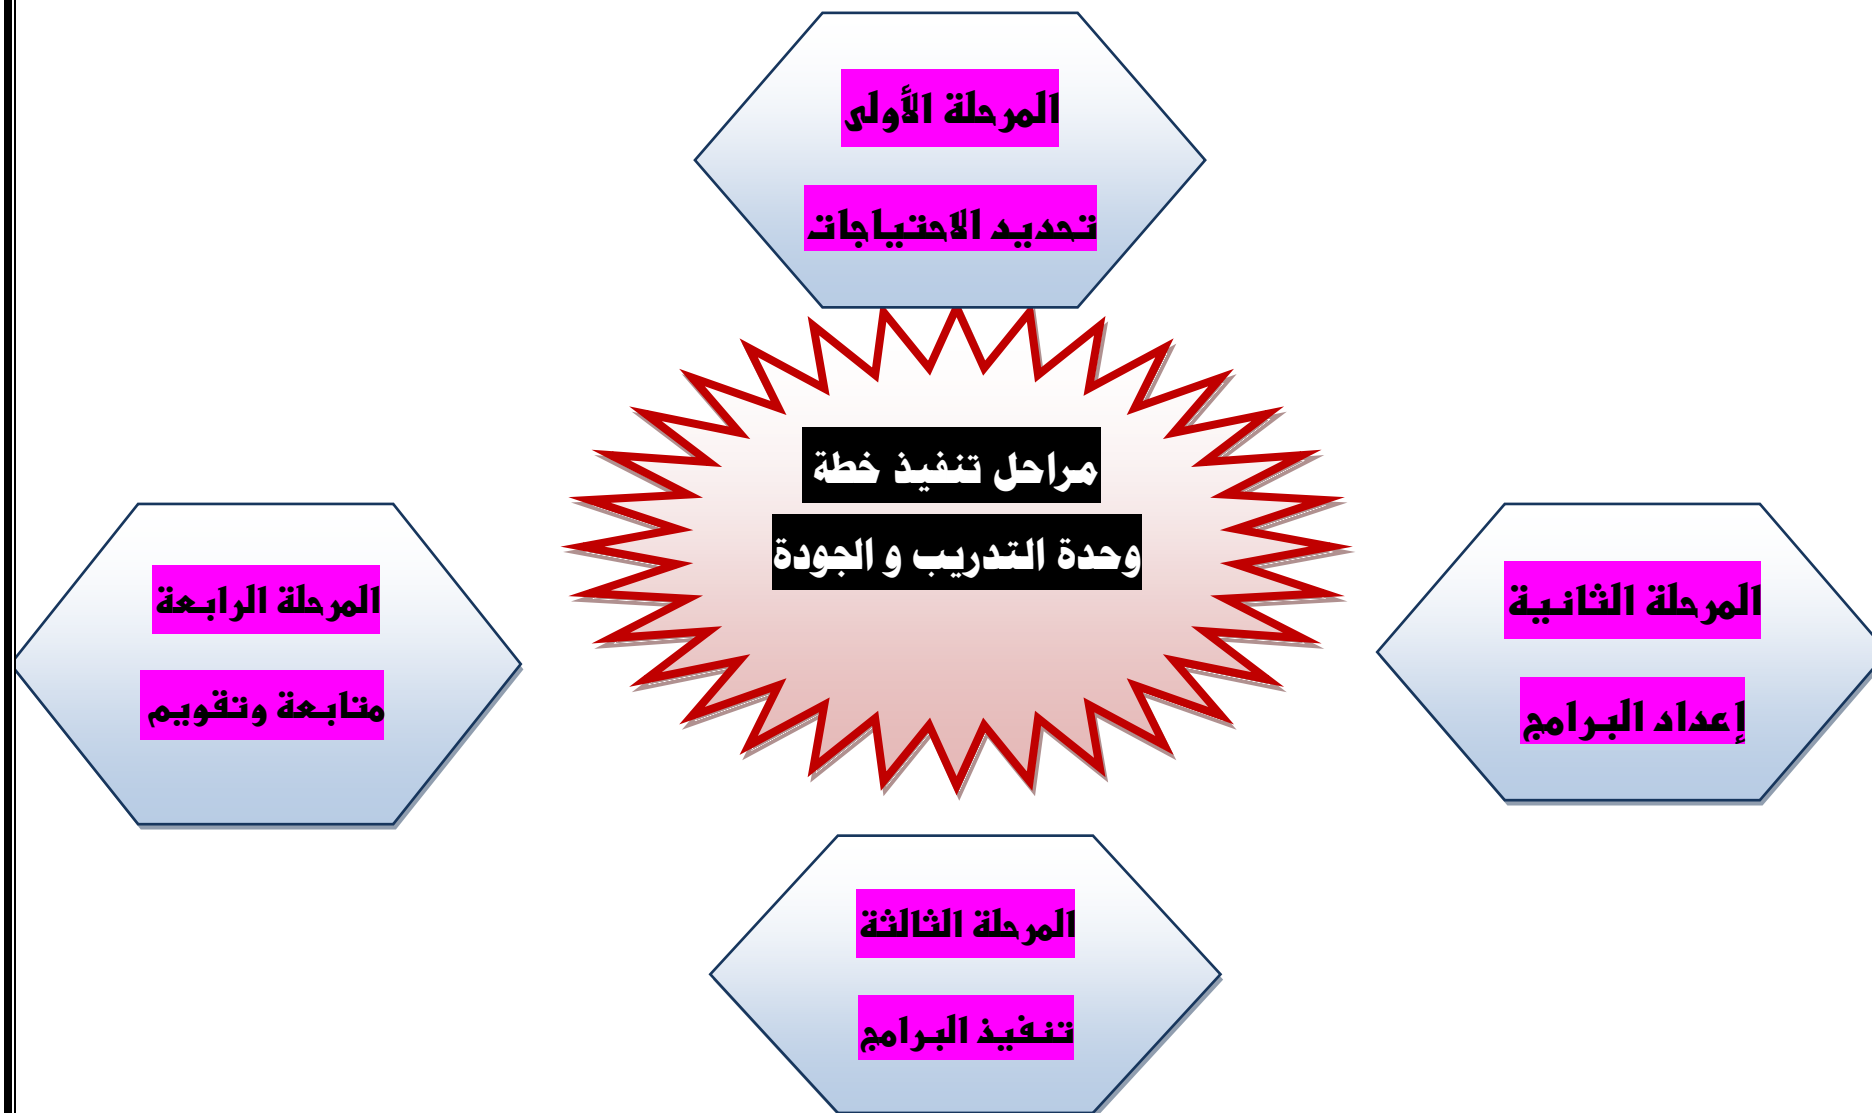 المرحلة الأولى
تحديد الاحتياجات
مراحل تنفيذ خطة
وحدة التدريب و الجودة
المرحلة الثانية
إعداد البرامج
المرحلة الثالثة
تنفيذ البرامج
المرحلة الرابعة
متابعة وتقويم